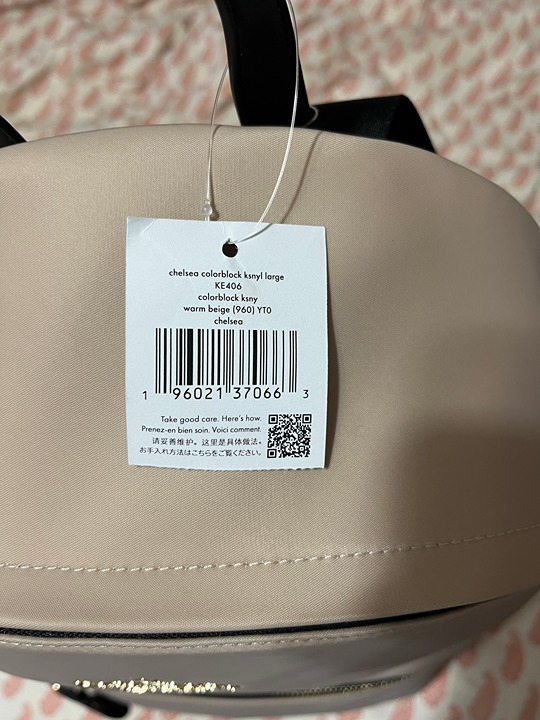 chelsea colorblock ksnyl large
KE406
colorblock ksny
warm beige (960) YT0
chelsea
1 96021 37066 3
Take good care. Here's how.
Prenez-en bien soin. Voici comment.
请妥善维护。这里是具体做法。
お手入れ方法はこちらをご覧ください。